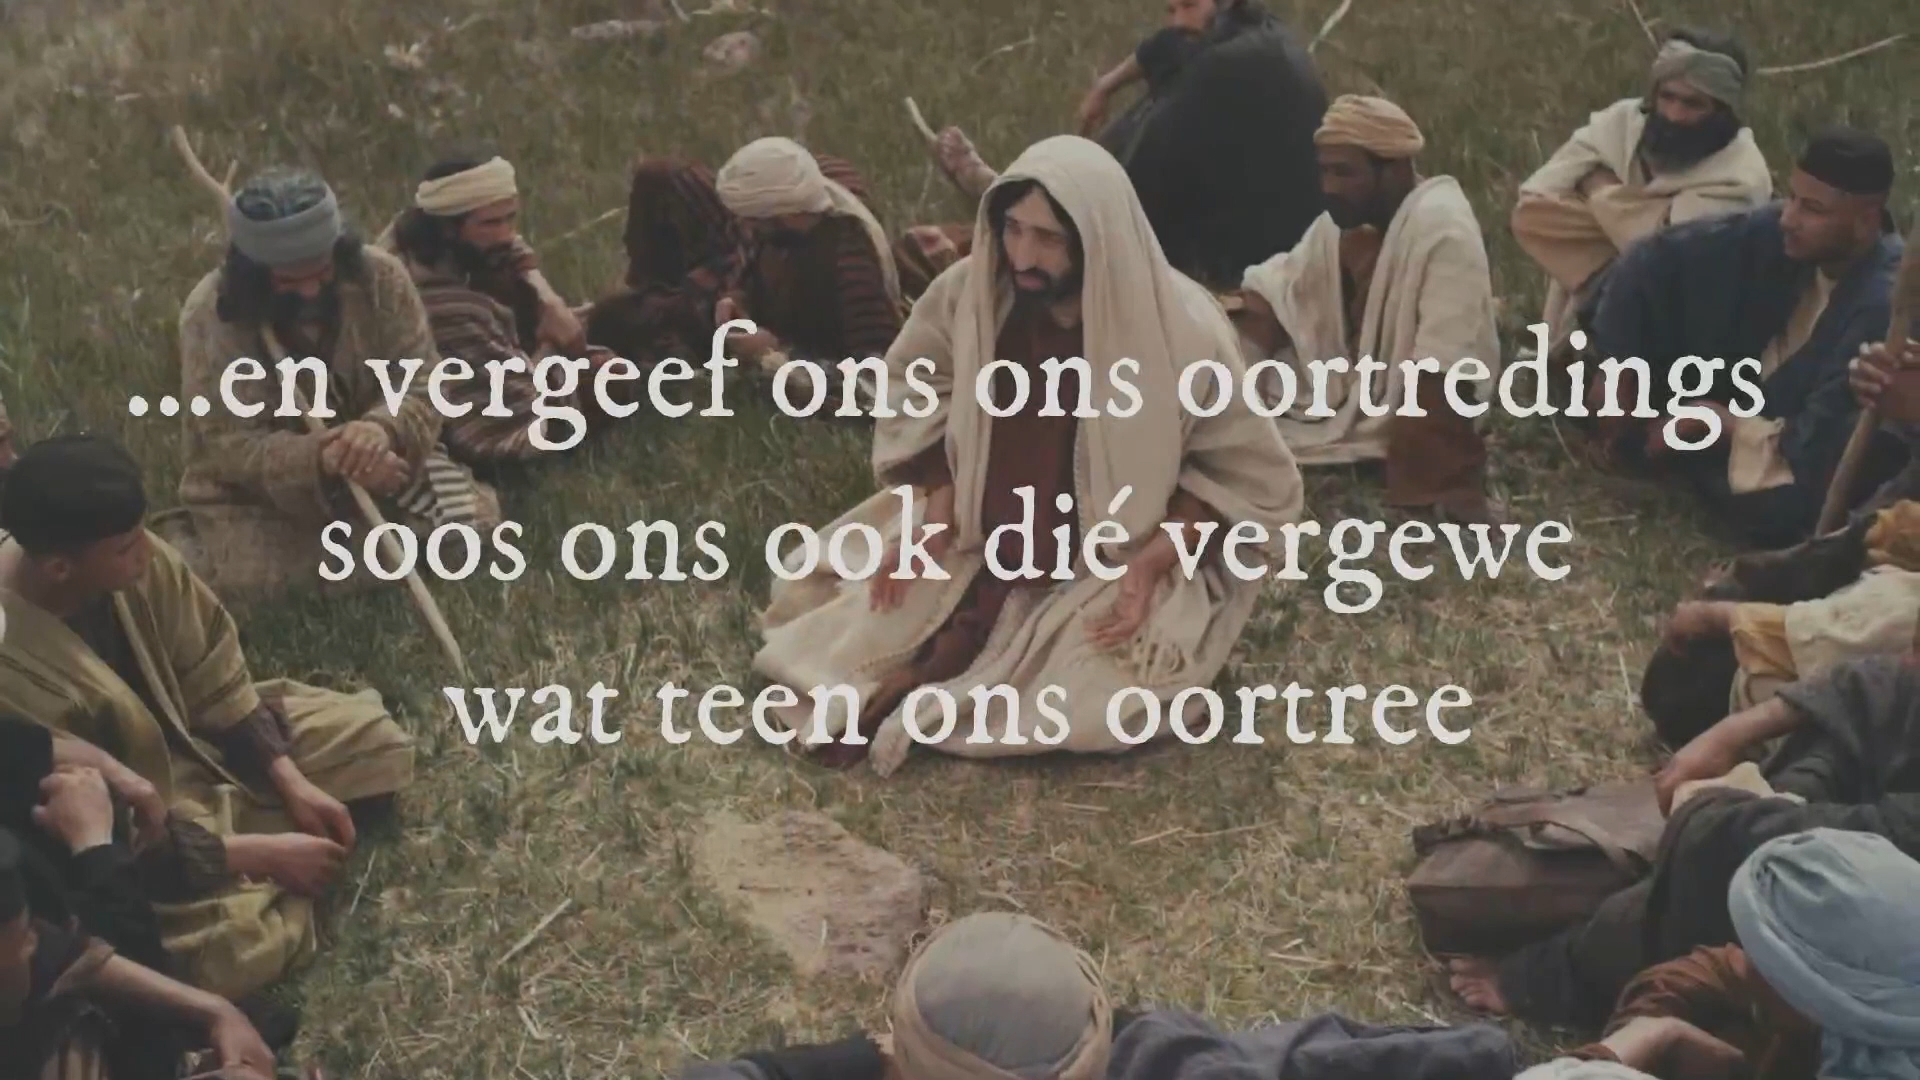 ...en vergeef ons ons oortredings
soos ons ook dié vergewe
wat teen ons oortree